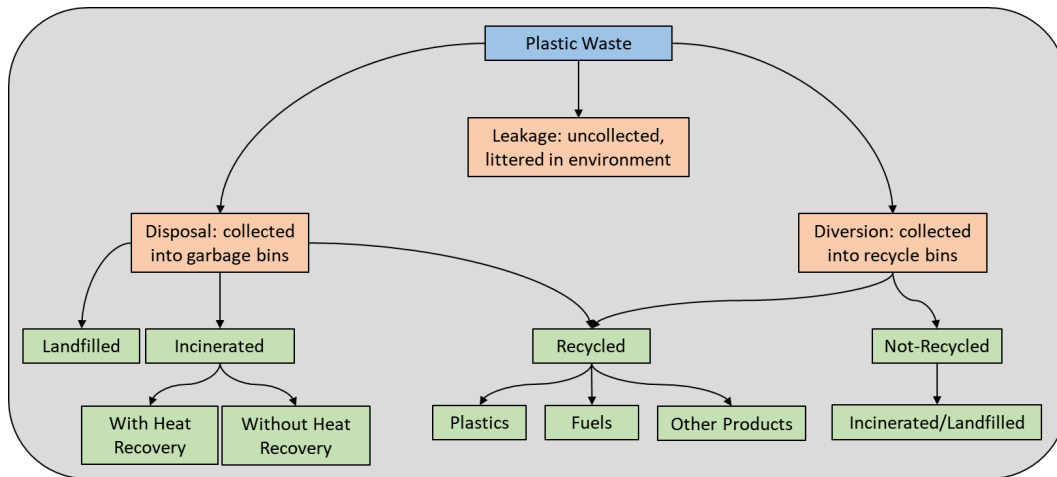 Plastic Waste
Leakage: uncollected,
littered in environment
Disposal: collected
into garbage bins
Diversion: collected
into recycle bins
Landfilled
Incinerated
Recycled
Not-Recycled
With Heat
Recovery
Without Heat
Recovery
Plastics
Fuels
Other Products
Incinerated/Landfilled